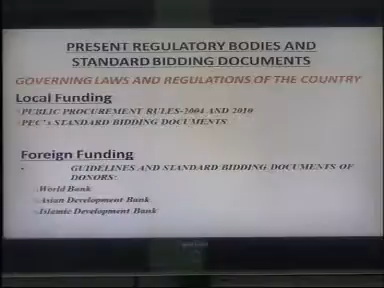 PRESENT REGULATORY BODIES AND
STANDARD BIDDING DOCUMENTS
GOVERNING LAWS AND REGULATIONS OF THE COUNTRY
Local Funding
PUBLIC PROCUREMENT RULES-2004 AND 2010
PEC's STANDARD BIDDING DOCUMENTS
Foreign Funding
• GUIDELINES AND STANDARD BIDDING DOCUMENTS OF
DONORS:
World Bank
Asian Development Bank
Islamic Development Bank